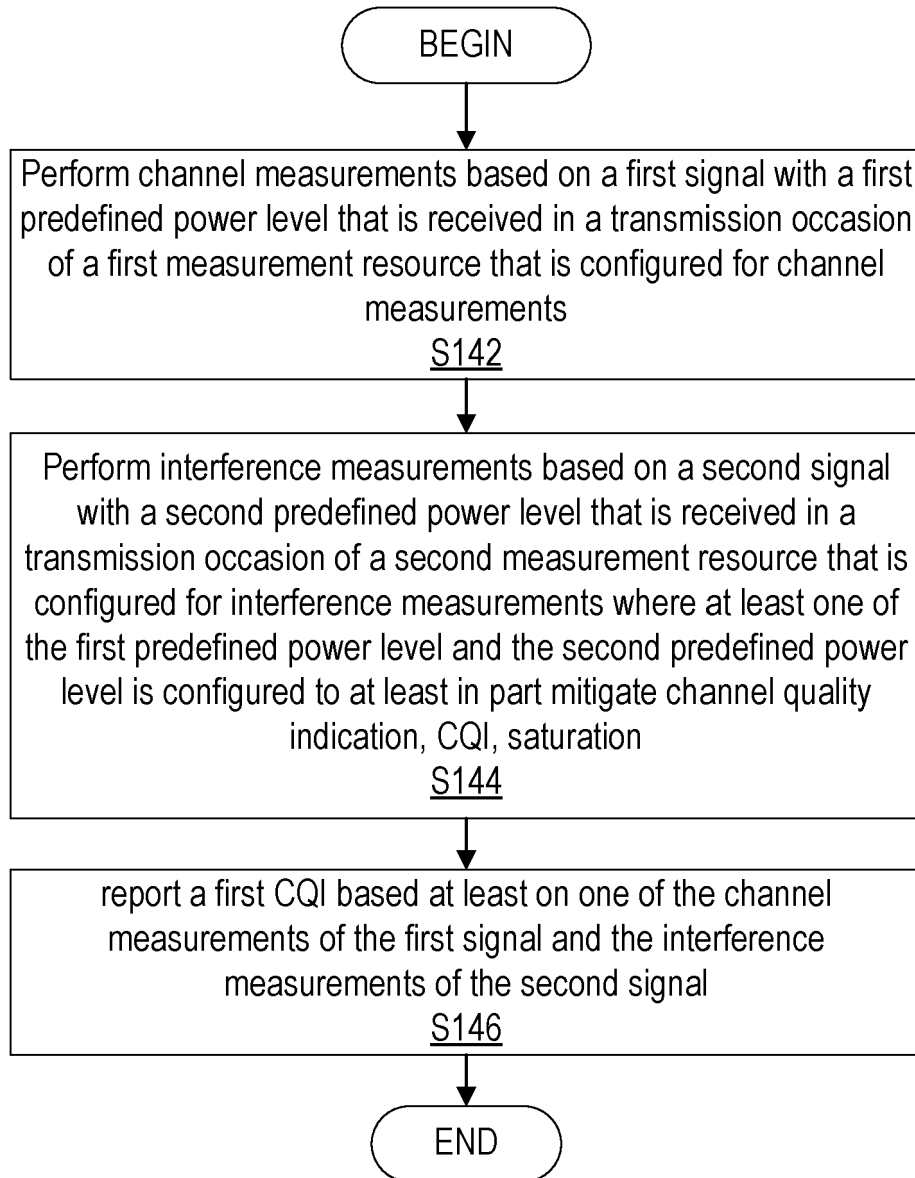 BEGIN
Perform channel measurements based on a first signal with a first
predefined power level that is received in a transmission occasion
of a first measurement resource that is configured for channel
measurements
S142
Perform interference measurements based on a second signal
with a second predefined power level that is received in a
transmission occasion of a second measurement resource that is
configured for interference measurements where at least one of
the first predefined power level and the second predefined power
level is configured to at least in part mitigate channel quality
indication, CQI, saturation
S144
report a first CQI based at least on one of the channel
measurements of the first signal and the interference
measurements of the second signal
S146
END